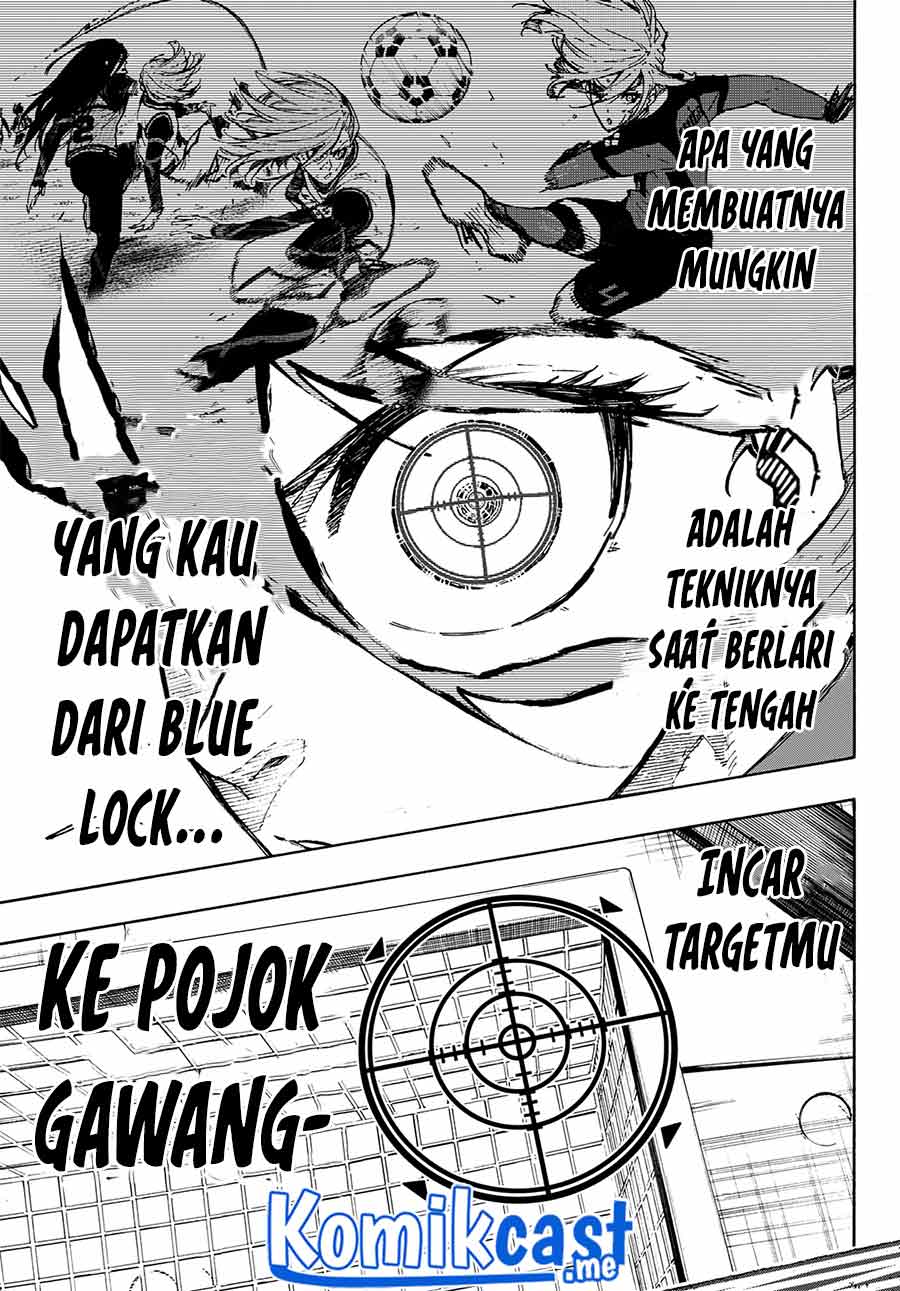 APA YANG
MEMBUATNYA
MUNGKIN
ADALAH
TEKNIKNYA
SAAT BERLARI
KE TENGAH
YANG KAU
DAPATKAN
DARI BLUE
LOCK...
INCAR
TARGETMU
KE POJOK
GAWANG-
Komikcast
.me